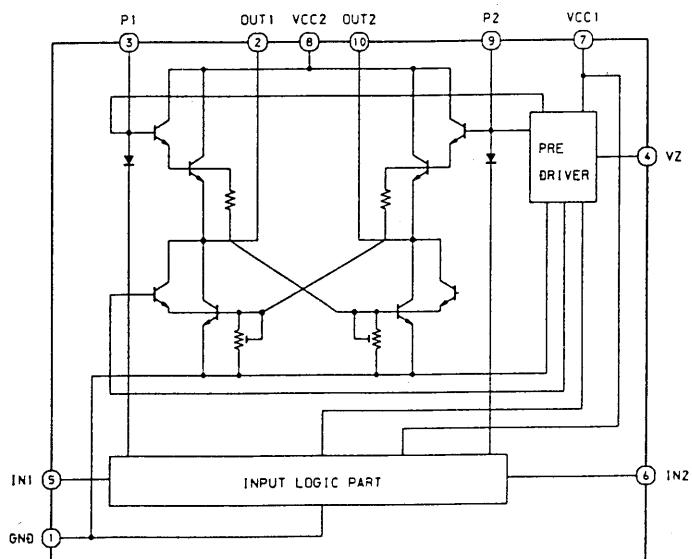 P1 OUT1 VCC2 OUT2 P2 VCC1
3 2 8 10 9 7
PRE
DRIVER
4 VZ
IN1 5
INPUT LOGIC PART
6 IN2
GND 1